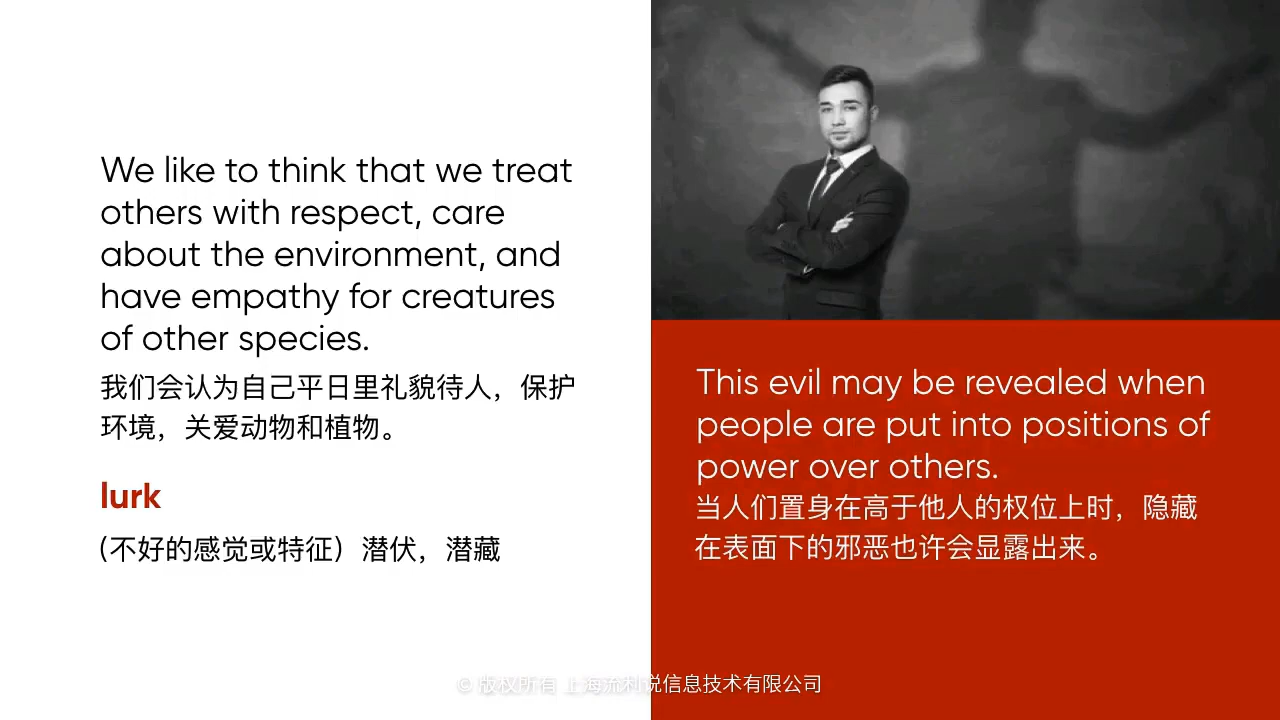 We like to think that we treat
others with respect, care
about the environment, and
have empathy for creatures
of other species.
我们会认为自己平日里礼貌待人，保护
环境，关爱动物和植物。
lurk
（不好的感觉或特征）潜伏，潜藏
This evil may be revealed when
people are put into positions of
power over others.
当人们置身在高于他人的权位上时，隐藏
在表面下的邪恶也许会显露出来。
© 版权所有 上海流利说信息技术有限公司